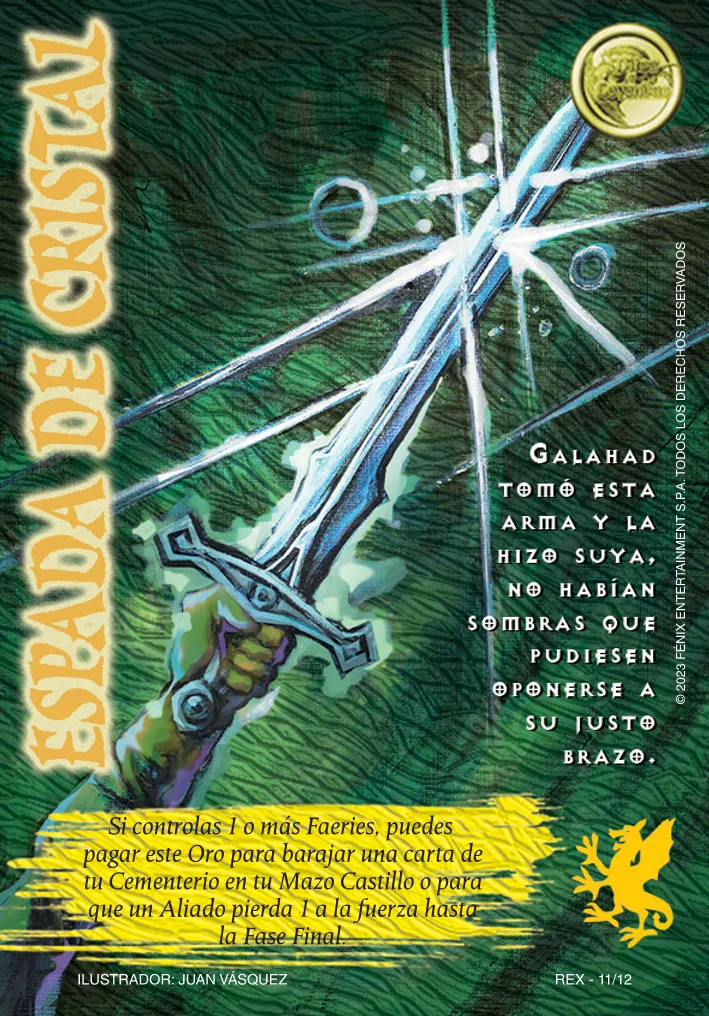 ESPADA DE CRISTAL
Mitos y
Leyendas
GALAHAD
TOMÓ ESTA
ARMA Y LA
HIZO SUYA,
NO HABÍAN
SOMBRAS QUE
PUDIESEN
OPONERSE A
SU JUSTO
BRAZO.
© 2023 FÉNIX ENTERTAINMENT S.P.A. TODOS LOS DERECHOS RESERVADOS
Si controlas 1 o más Faeries, puedes
pagar este Oro para barajar una carta de
tu Cementerio en tu Mazo Castillo o para
que un Aliado pierda 1 a la fuerza hasta
la Fase Final.
ILUSTRADOR: JUAN VÁSQUEZ
REX - 11/12